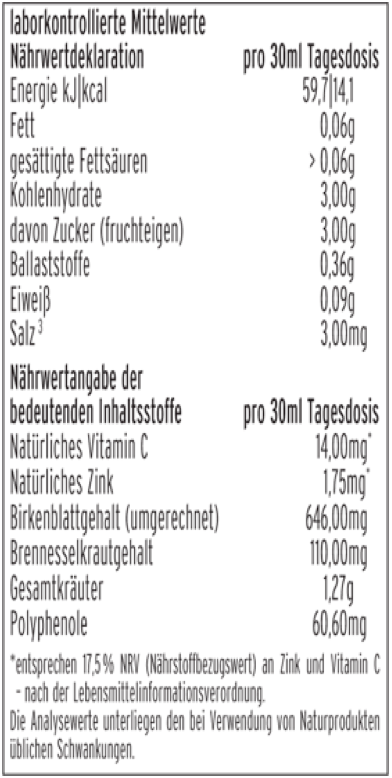 laborkontrollierte Mittelwerte
Nährwertdeklaration pro 30ml Tagesdosis
Energie kJ|kcal 59,7|14,1
Fett 0,06g
gesättigte Fettsäuren > 0,06g
Kohlenhydrate 3,00g
davon Zucker (fruchteigen) 3,00g
Ballaststoffe 0,36g
Eiweiß 0,09g
Salz³ 3,00mg
Nährwertangabe der
bedeutenden Inhaltsstoffe pro 30ml Tagesdosis
Natürliches Vitamin C 14,00mg*
Natürliches Zink 1,75mg*
Birkenblattgehalt (umgerechnet) 646,00mg
Brennesselkrautgehalt 110,00mg
Gesamtkräuter 1,27g
Polyphenole 60,60mg
*entsprechen 17,5 % NRV (Nährstoffbezugswert) an Zink und Vitamin C
- nach der Lebensmittelinformationsverordnung.
Die Analysewerte unterliegen den bei Verwendung von Naturprodukten
üblichen Schwankungen.